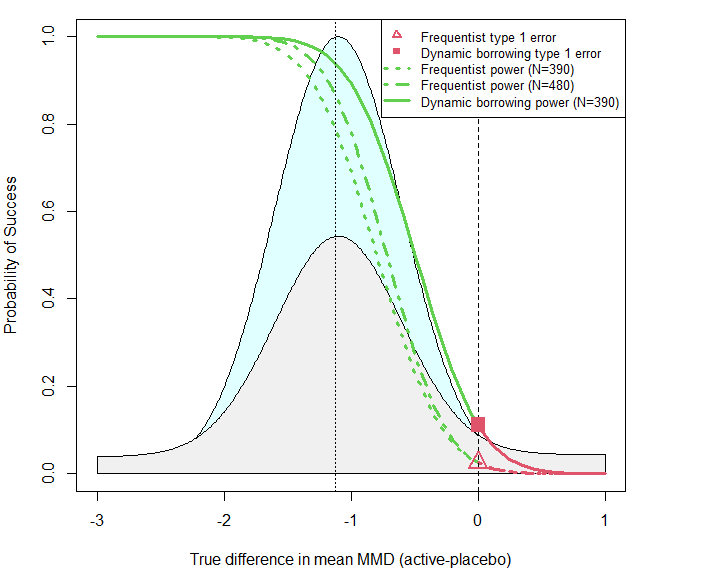 Frequentist type 1 error
Dynamic borrowing type 1 error
Frequentist power (N=390)
Frequentist power (N=480)
Dynamic borrowing power (N=390)
Probability of Success
1.0
0.8
0.6
0.4
0.2
0.0
-3 -2 -1 0 1
True difference in mean MMD (active-placebo)